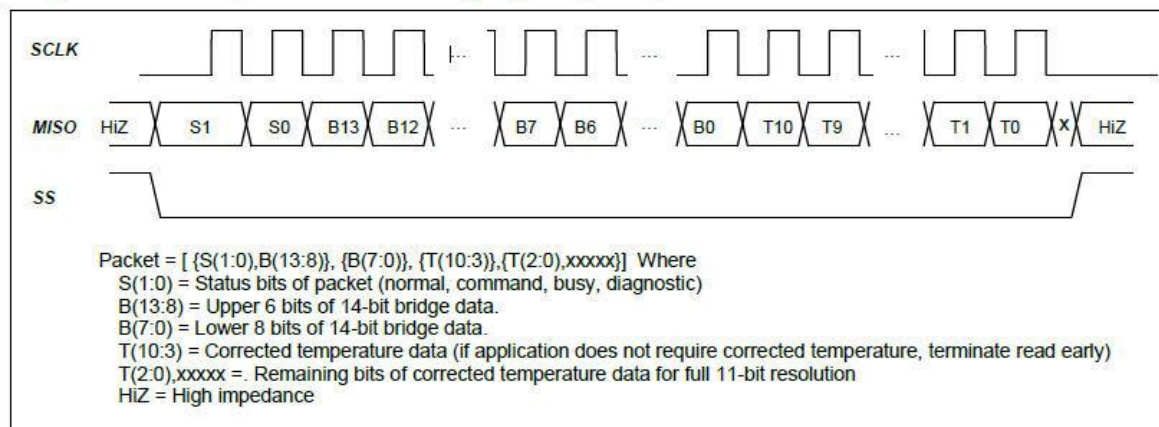 SCLK ... ... ...
MISO HiZ S1 S0 B13 B12 ... B7 B6 ... B0 T10 T9 ... T1 T0 X HiZ
SS
Packet = [ {S(1:0),B(13:8)}, {B(7:0)}, {T(10:3)},{T(2:0),xxxxx}] Where
S(1:0) = Status bits of packet (normal, command, busy, diagnostic)
B(13:8) = Upper 6 bits of 14-bit bridge data.
B(7:0) = Lower 8 bits of 14-bit bridge data.
T(10:3) = Corrected temperature data (if application does not require corrected temperature, terminate read early)
T(2:0),xxxxx =. Remaining bits of corrected temperature data for full 11-bit resolution
HiZ = High impedance